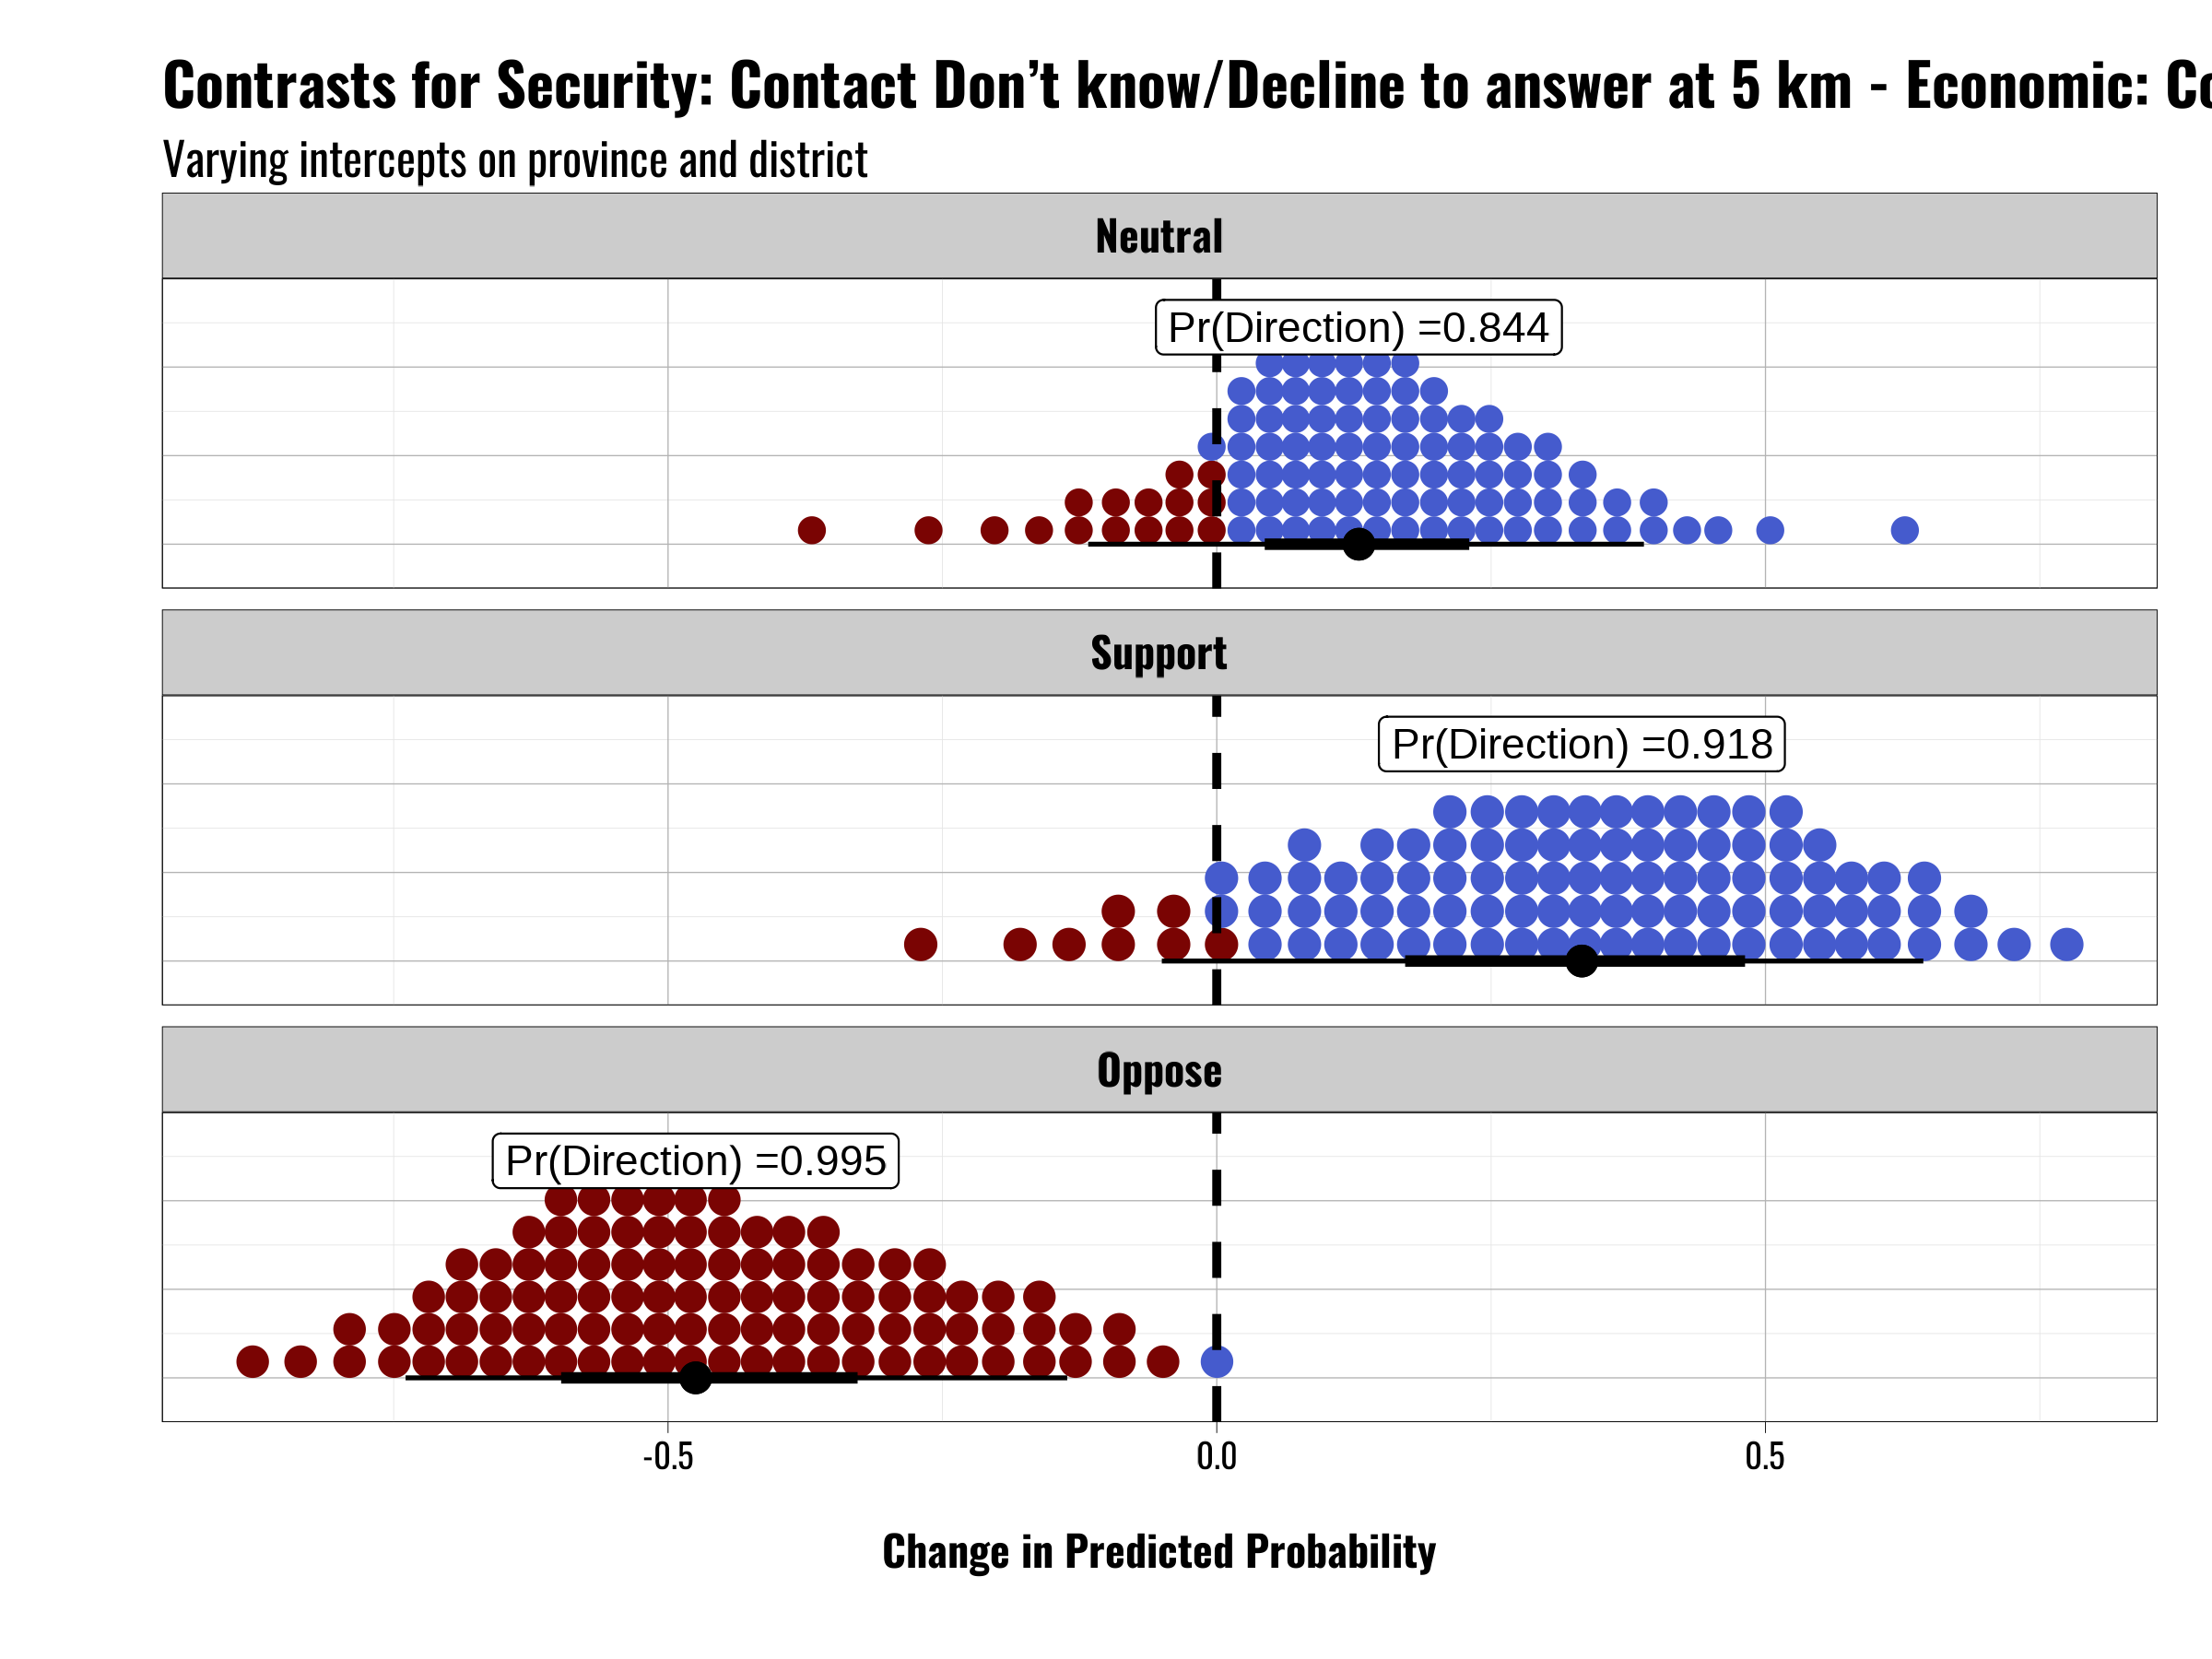 Contrasts for Security: Contact Don’t know/Decline to answer at 5 km - Economic: Co
Varying intercepts on province and district
Neutral
Pr(Direction) =0.844
Support
Pr(Direction) =0.918
Oppose
Pr(Direction) =0.995
-0.5 0.0 0.5
Change in Predicted Probability